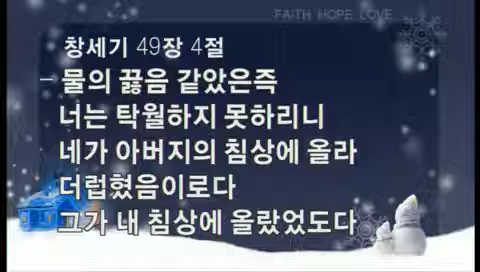 FAITH HOPE LOVE
창세기 49장 4절
- 물의 끓음 같았은즉
너는 탁월하지 못하리니
네가 아버지의 침상에 올라
더럽혔음이로다
그가 내 침상에 올랐었도다